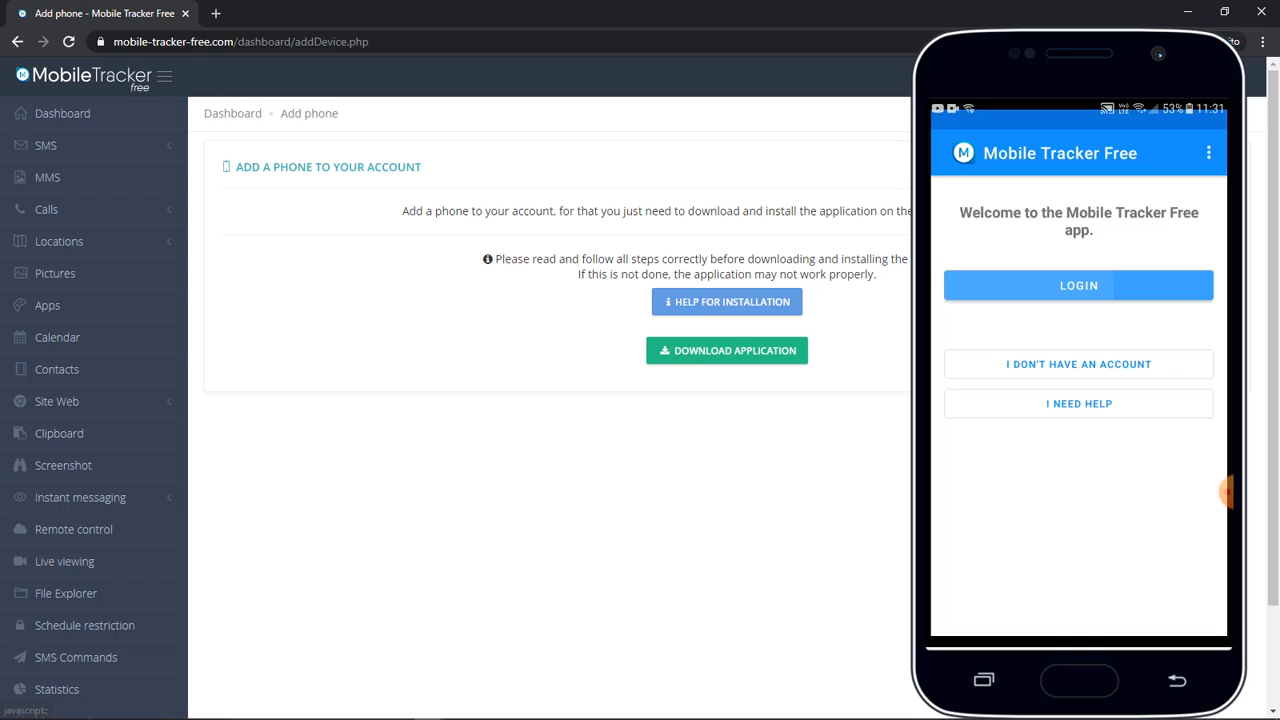 Add phone - Mobile Tracker Free
mobile-tracker-free.com/dashboard/addDevice.php
MobileTracker
free
Dashboard
SMS
MMS
Calls
Locations
Pictures
Apps
Calendar
Contacts
Site Web
Clipboard
Screenshot
Instant messaging
Remote control
Live viewing
File Explorer
Schedule restriction
SMS Commands
Statistics
javascript:;
Dashboard - Add phone
ADD A PHONE TO YOUR ACCOUNT
Add a phone to your account, for that you just need to download and install the application on the
Please read and follow all steps correctly before downloading and installing the
If this is not done, the application may not work properly.
HELP FOR INSTALLATION
DOWNLOAD APPLICATION
53% 11:31
M Mobile Tracker Free
Welcome to the Mobile Tracker Free
app.
LOGIN
I DON'T HAVE AN ACCOUNT
I NEED HELP